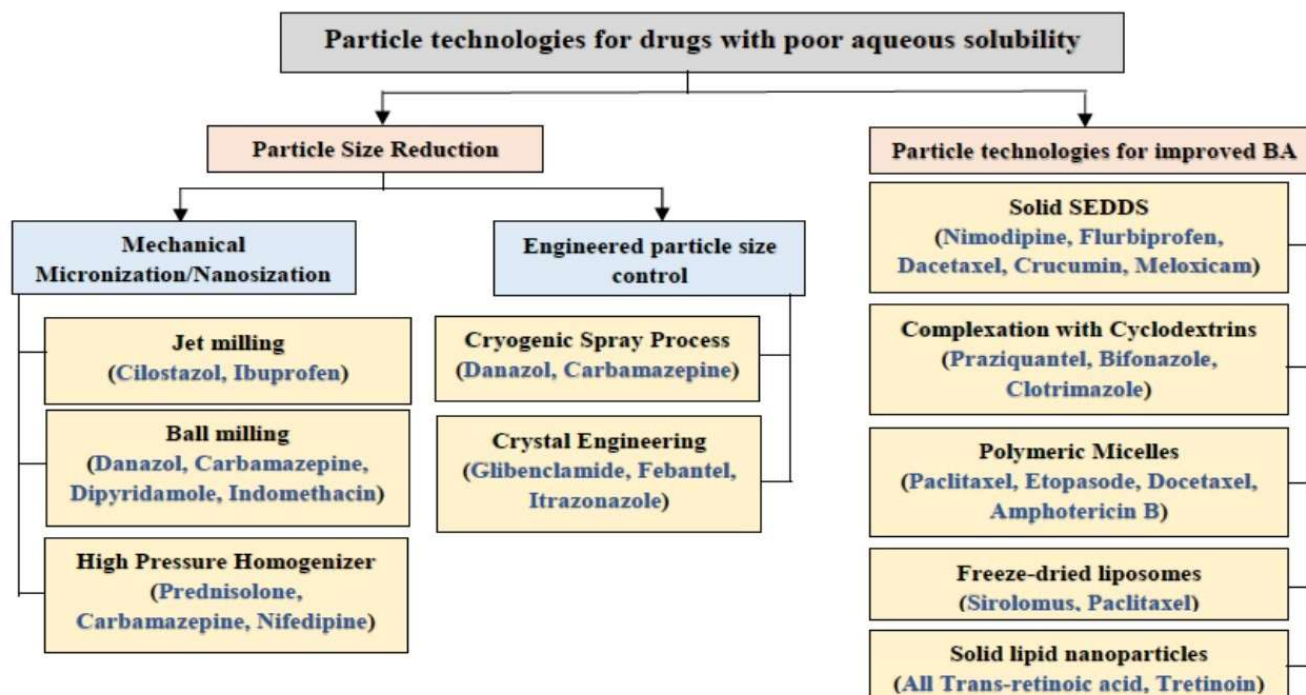 Particle technologies for drugs with poor aqueous solubility
Particle Size Reduction
Mechanical
Micronization/Nanosization
Jet milling
(Cilostazol, Ibuprofen)
Ball milling
(Danazol, Carbamazepine,
Dipyridamole, Indomethacin)
High Pressure Homogenizer
(Prednisolone,
Carbamazepine, Nifedipine)
Engineered particle size
control
Cryogenic Spray Process
(Danazol, Carbamazepine)
Crystal Engineering
(Glibenclamide, Febantel,
Itrazonazole)
Particle technologies for improved BA
Solid SEDDS
(Nimodipine, Flurbiprofen,
Dacetaxel, Crucumin, Meloxicam)
Complexation with Cyclodextrins
(Praziquantel, Bifonazole,
Clotrimazole)
Polymeric Micelles
(Paclitaxel, Etopasode, Docetaxel,
Amphotericin B)
Freeze-dried liposomes
(Sirolomus, Paclitaxel)
Solid lipid nanoparticles
(All Trans-retinoic acid, Tretinoin)